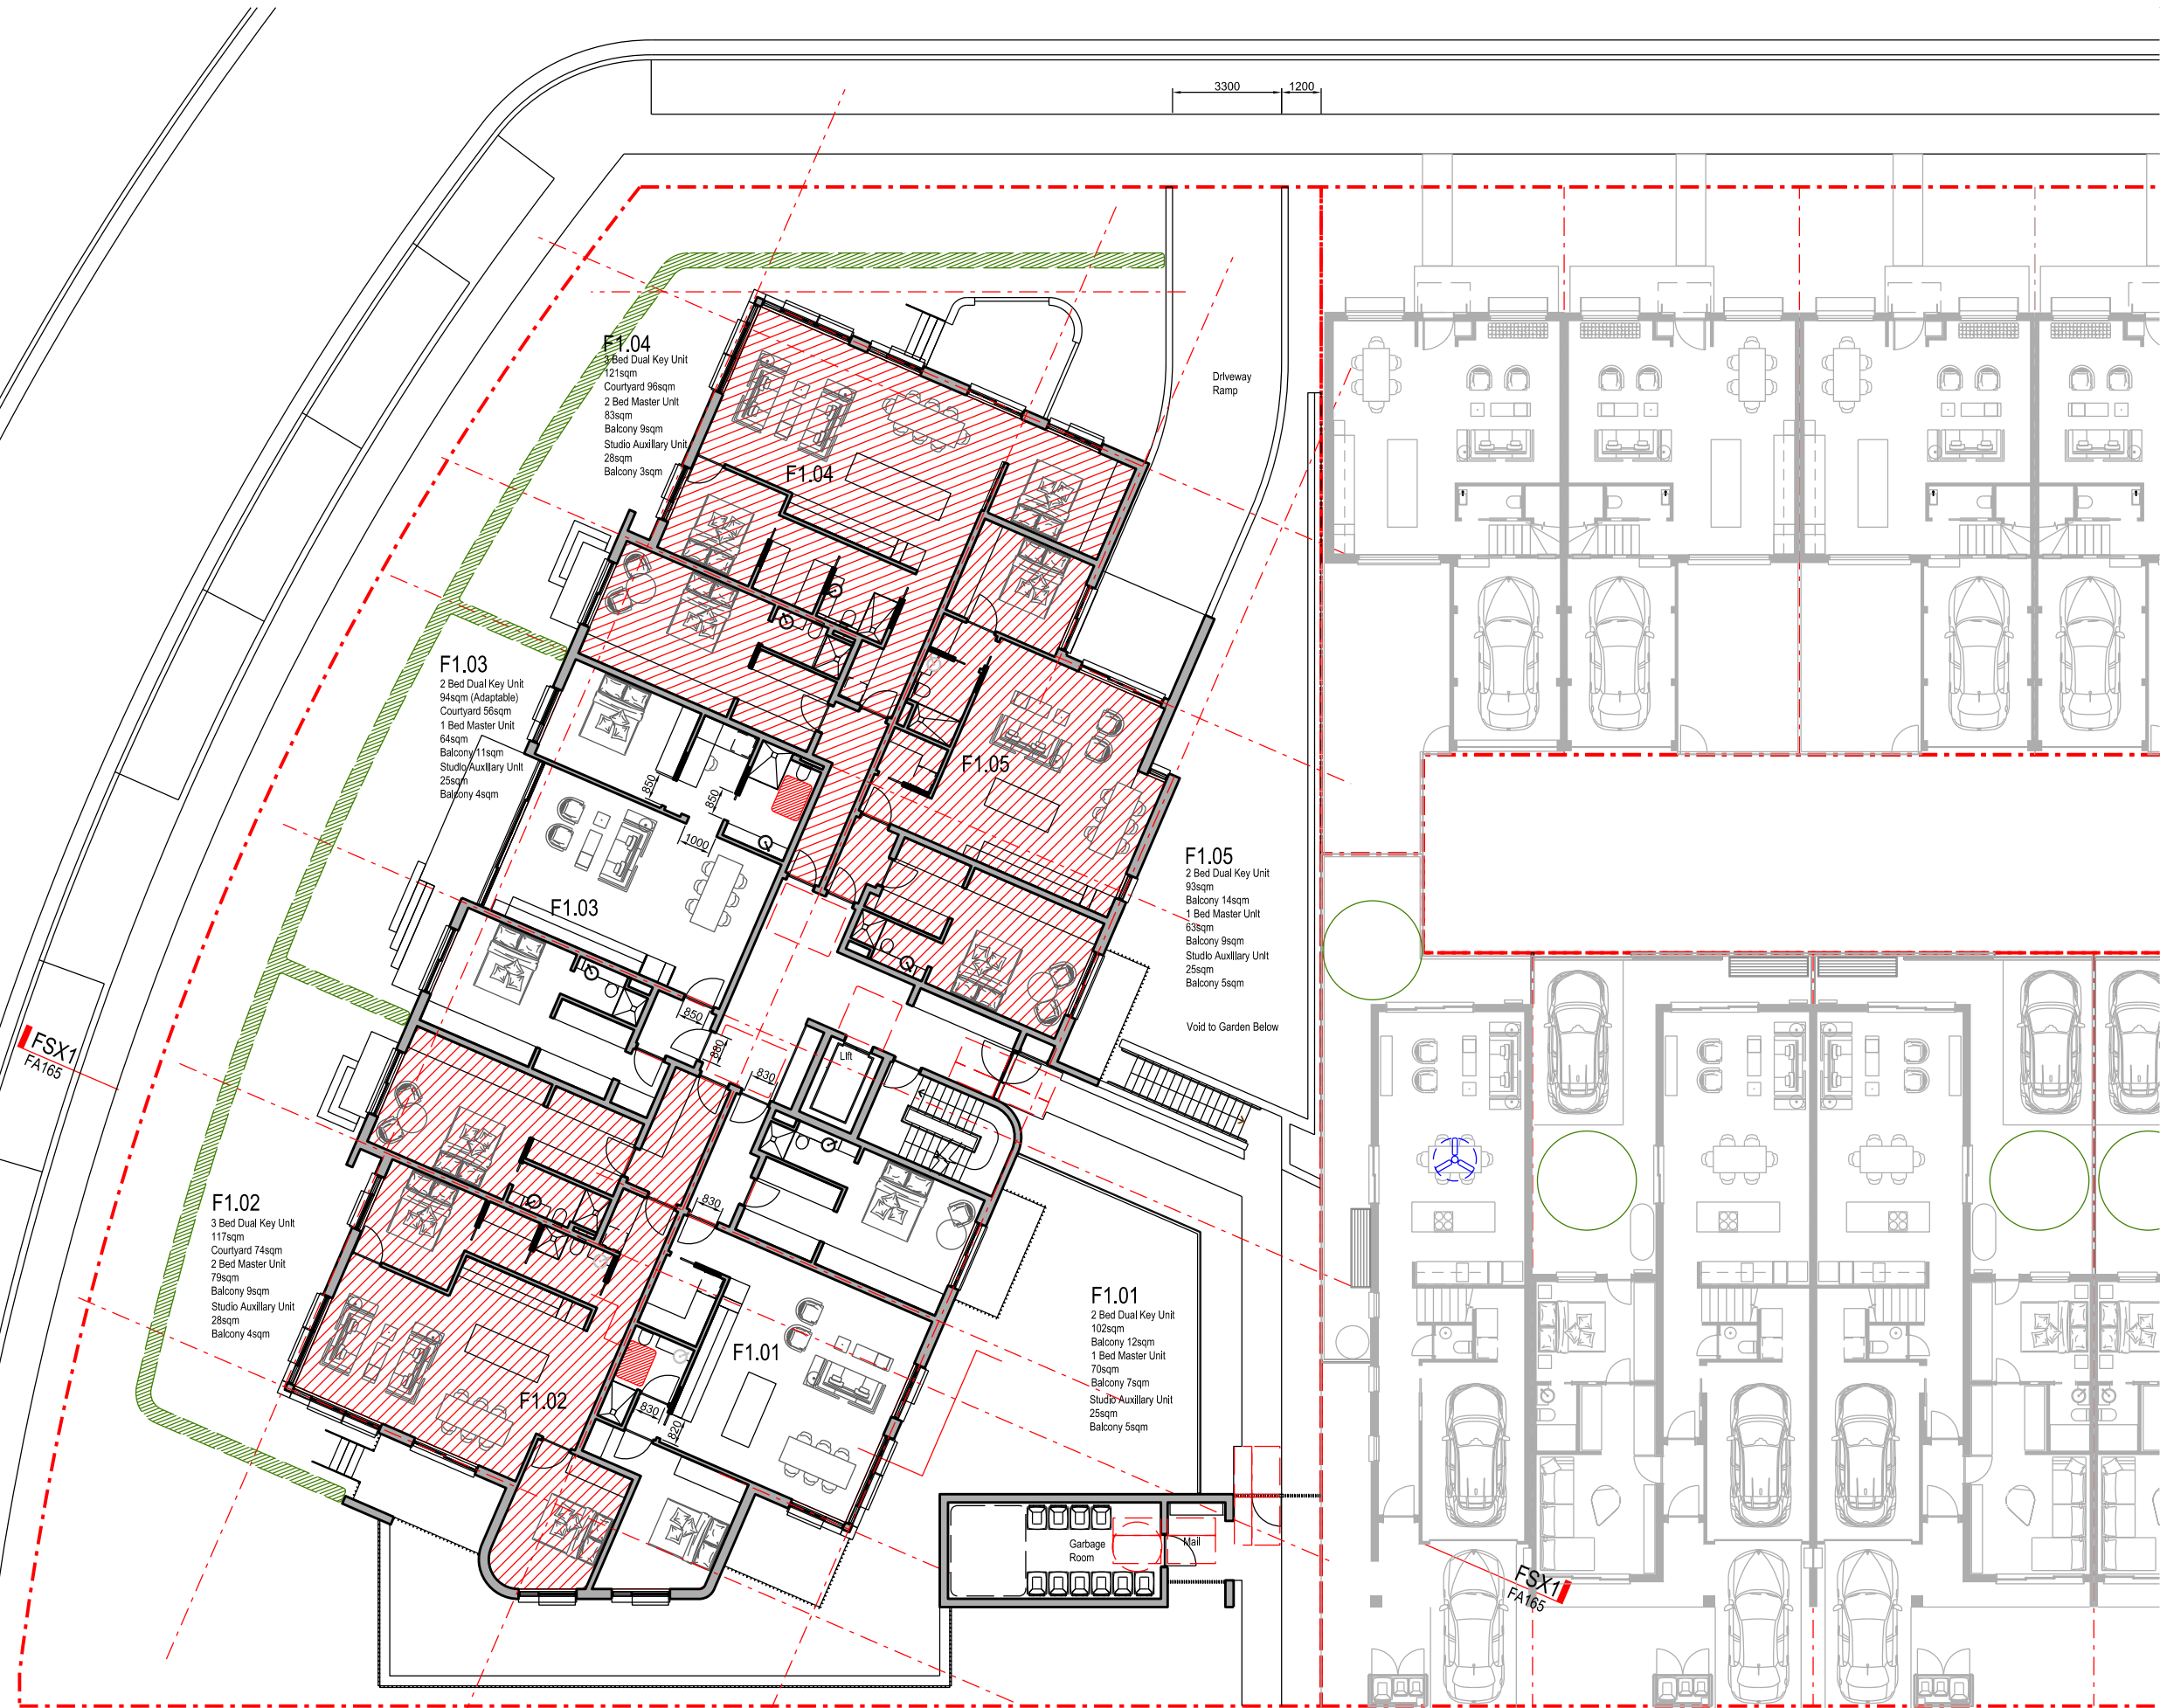 3300
1200
F1.04
3 Bed Dual Key Unit
121sqm
Courtyard 96sqm
2 Bed Master Unit
83sqm
Balcony 9sqm
Studio Auxillary Unit
28sqm
Balcony 3sqm
Driveway
Ramp
F1.04
F1.03
2 Bed Dual Key Unit
94sqm (Adaptable)
Courtyard 56sqm
1 Bed Master Unit
64sqm
Balcony 11sqm
Studio Auxillary Unit
25sqm
Balcony 4sqm
850
850
1000
F1.05
F1.05
2 Bed Dual Key Unit
93sqm
Balcony 14sqm
1 Bed Master Unit
63sqm
Balcony 9sqm
Studio Auxillary Unit
25sqm
Balcony 5sqm
F1.03
850
880
830
Lift
Void to Garden Below
FSX1
FA165
F1.02
3 Bed Dual Key Unit
117sqm
Courtyard 74sqm
2 Bed Master Unit
79sqm
Balcony 9sqm
Studio Auxillary Unit
28sqm
Balcony 4sqm
830
F1.01
2 Bed Dual Key Unit
102sqm
Balcony 12sqm
1 Bed Master Unit
70sqm
Balcony 7sqm
Studio Auxillary Unit
25sqm
Balcony 5sqm
F1.01
F1.02
830
820
Garbage
Room
Mail
FSX1
FA165